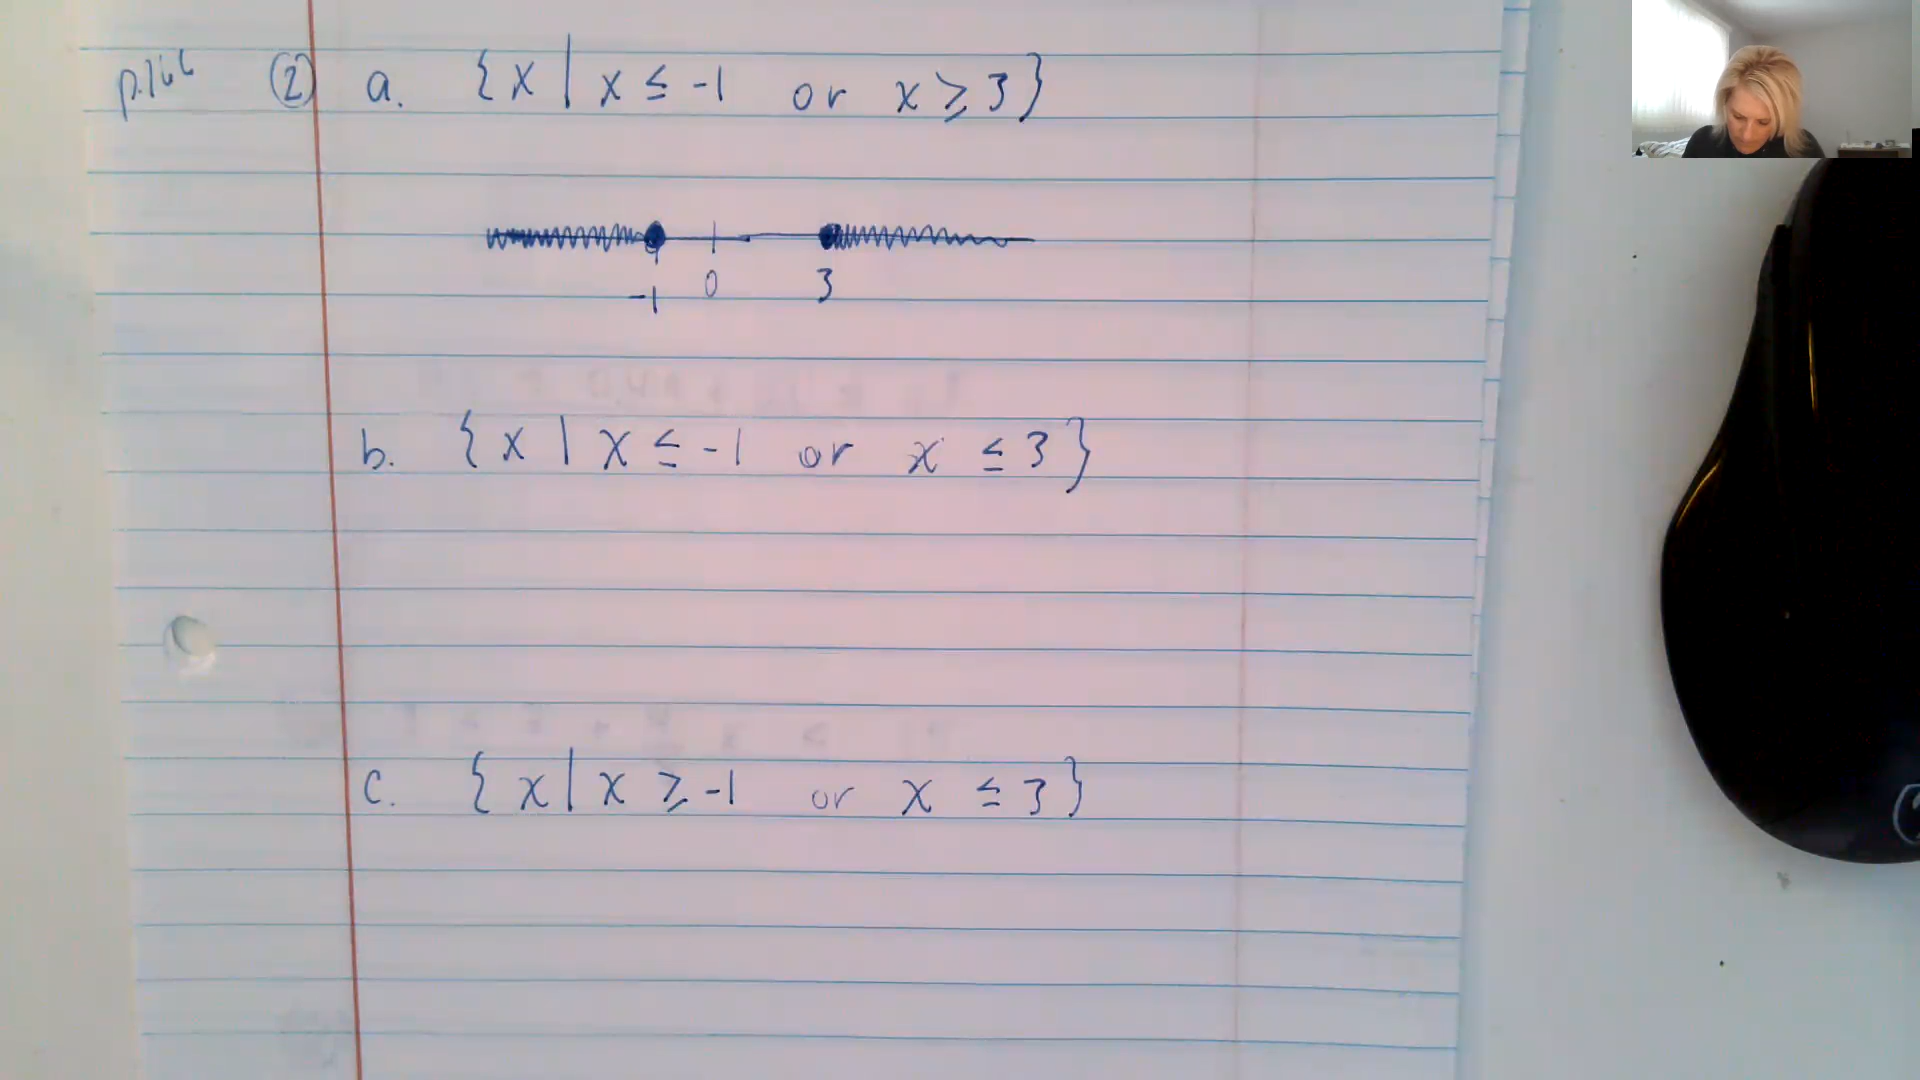 p.166 ② a. {x | x ≤ -1 or x ≥ 3}
-1 0 3
b. {x | x ≤ -1 or x ≤ 3}
c. {x | x ≥ -1 or x ≤ 3}